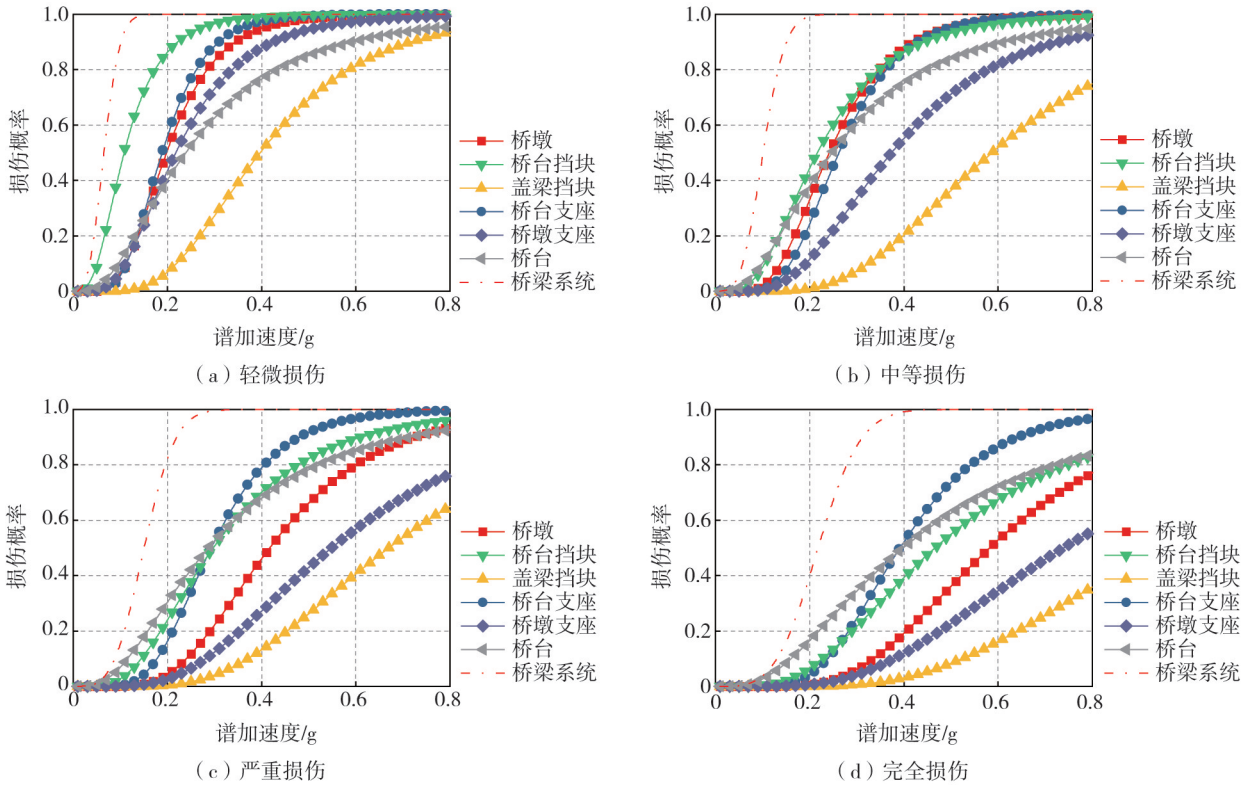 1.0
0.8
0.6
0.4
0.2
0
0.2
0.4
0.6
0.8
损伤概率
谱加速度/g
桥墩
桥台挡块
盖梁挡块
桥台支座
桥墩支座
桥台
桥梁系统
(a)轻微损伤
1.0
0.8
0.6
0.4
0.2
0
0
0.2
0.4
0.6
0.8
损伤概率
谱加速度/g
桥墩
桥台挡块
盖梁挡块
桥台支座
桥墩支座
桥台
桥梁系统
(b)中等损伤
1.0
0.8
0.6
0.4
0.2
0
0
0.2
0.4
0.6
0.8
损伤概率
谱加速度/g
桥墩
桥台挡块
盖梁挡块
桥台支座
桥墩支座
桥台
桥梁系统
(c)严重损伤
1.0
0.8
0.6
0.4
0.2
0
0
0.2
0.4
0.6
0.8
损伤概率
谱加速度/g
桥墩
桥台挡块
盖梁挡块
桥台支座
桥墩支座
桥台
桥梁系统
(d)完全损伤